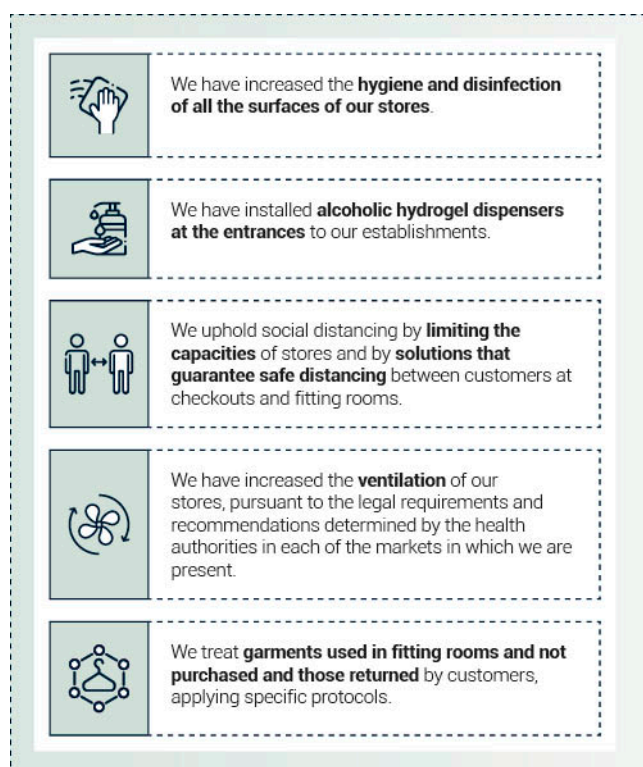 We have increased the hygiene and disinfection
of all the surfaces of our stores.
We have installed alcoholic hydrogel dispensers
at the entrances to our establishments.
We uphold social distancing by limiting the
capacities of stores and by solutions that
guarantee safe distancing between customers at
checkouts and fitting rooms.
We have increased the ventilation of our
stores, pursuant to the legal requirements and
recommendations determined by the health
authorities in each of the markets in which we are
present.
We treat garments used in fitting rooms and not
purchased and those returned by customers,
applying specific protocols.